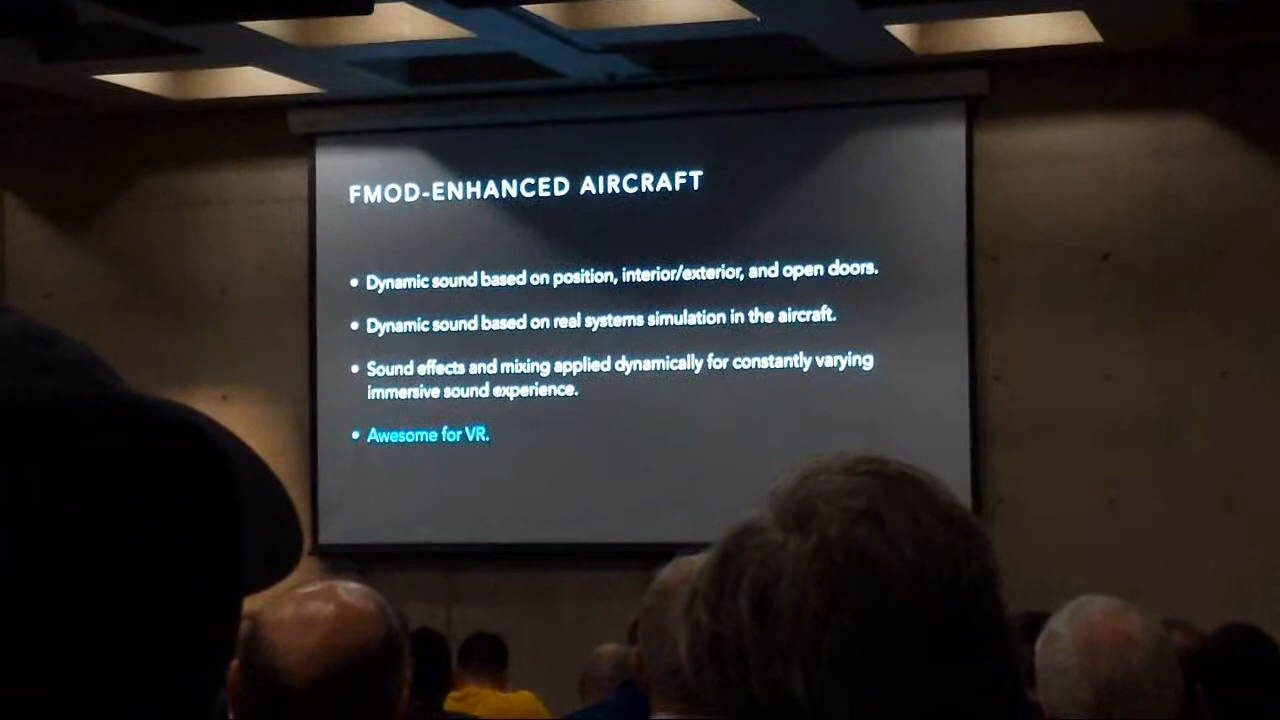 FMOD-ENHANCED AIRCRAFT
• Dynamic sound based on position, interior/exterior, and open doors.
• Dynamic sound based on real systems simulation in the aircraft.
• Sound effects and mixing applied dynamically for constantly varying
immersive sound experience.
• Awesome for VR.